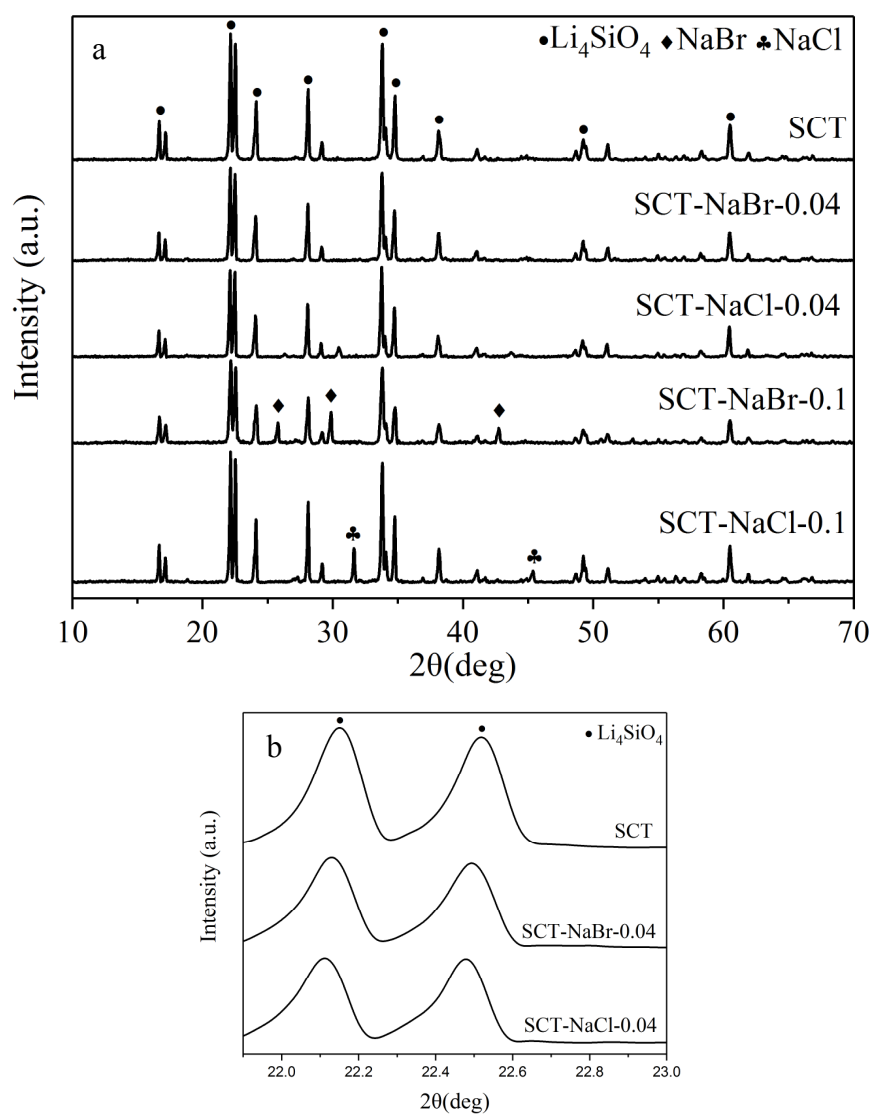 a
●Li₄SiO₄ ♦NaBr ♣NaCl
SCT
SCT-NaBr-0.04
SCT-NaCl-0.04
SCT-NaBr-0.1
SCT-NaCl-0.1
Intensity (a.u.)
10 20 30 40 50 60 70
2θ(deg)
b
● Li₄SiO₄
SCT
SCT-NaBr-0.04
SCT-NaCl-0.04
Intensity (a.u.)
22.0 22.2 22.4 22.6 22.8 23.0
2θ(deg)